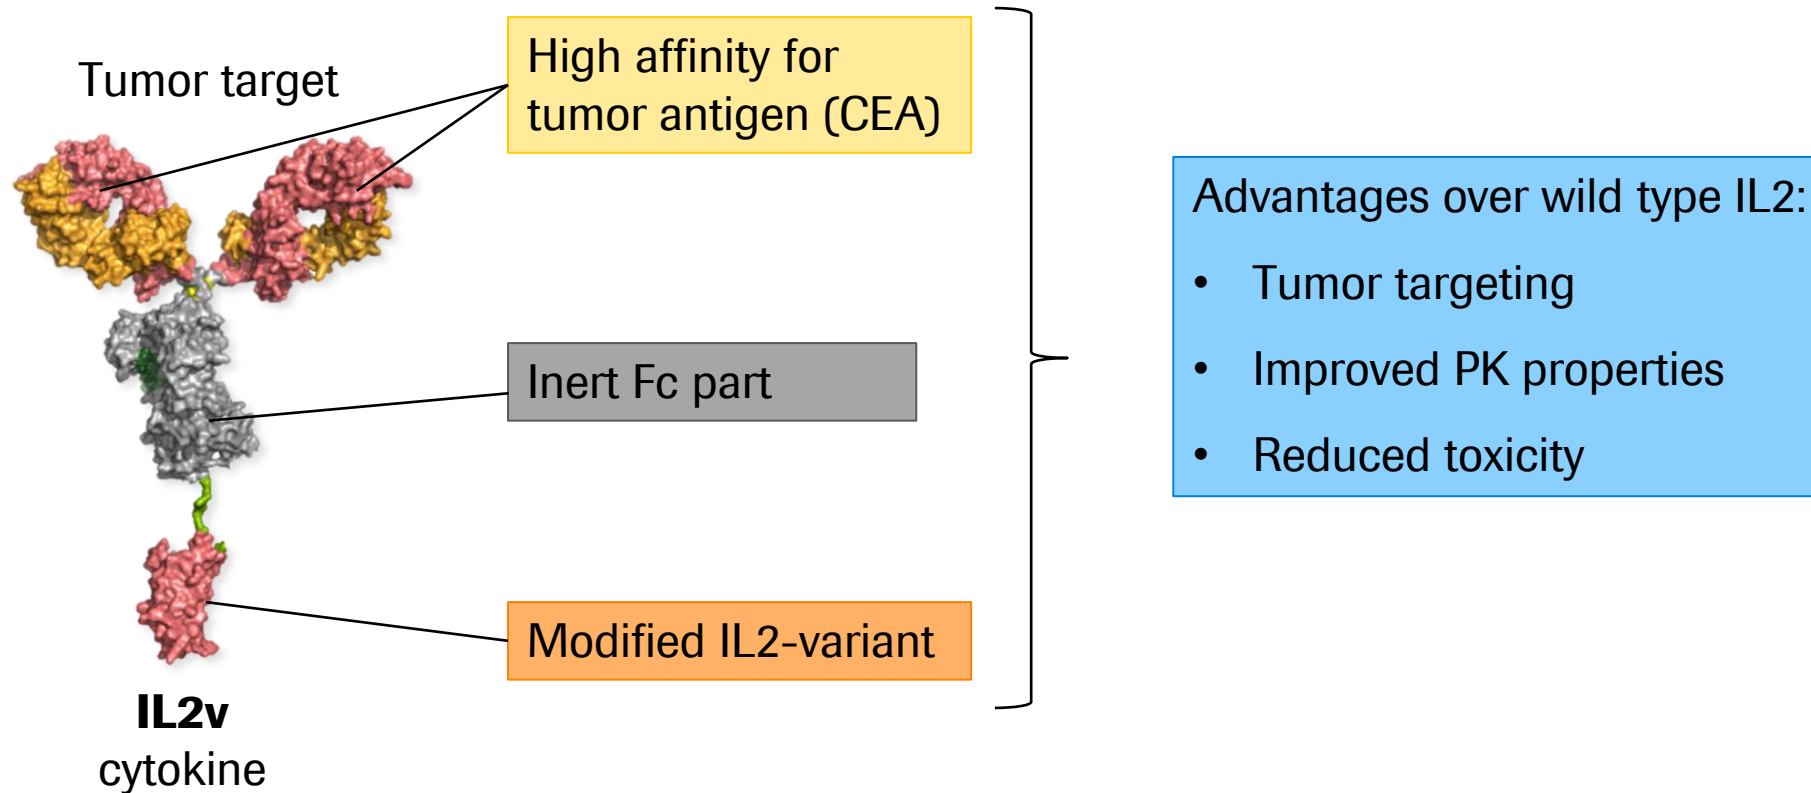 Tumor target
High affinity for
tumor antigen (CEA)
Inert Fc part
Modified IL2-variant
IL2v
cytokine
Advantages over wild type IL2:
• Tumor targeting
• Improved PK properties
• Reduced toxicity